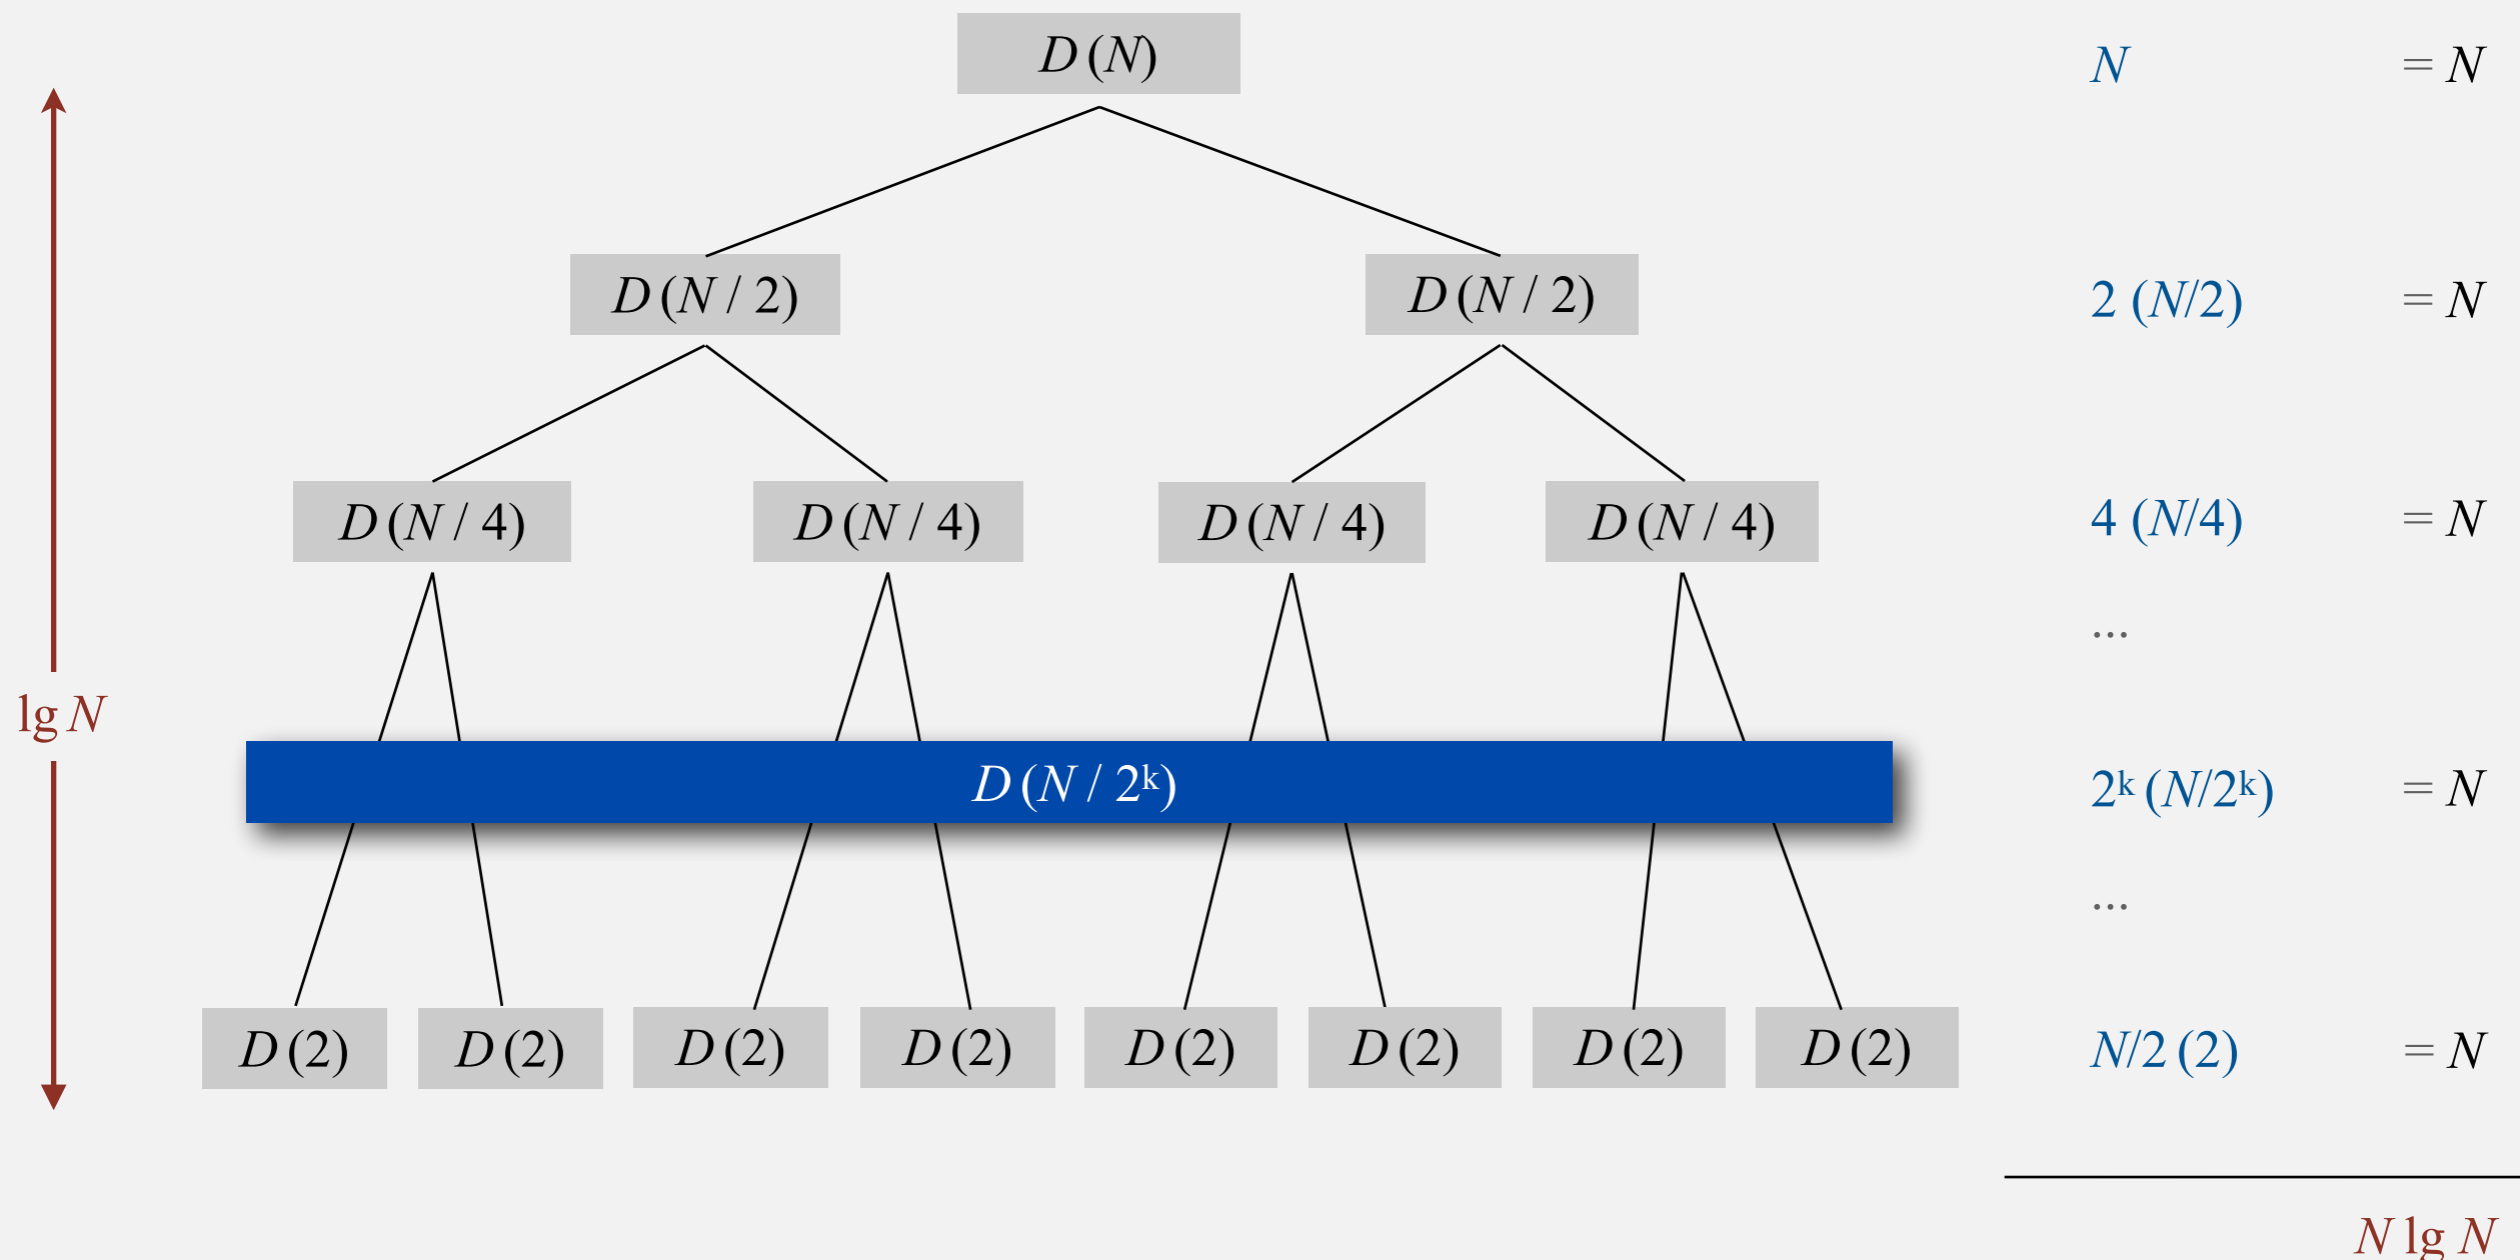 D (N) N = N
D (N / 2) D (N / 2) 2 (N/2) = N
D (N / 4) D (N / 4) D (N / 4) D (N / 4) 4 (N/4) = N
...
lg N
D (N / 2ᵏ) 2ᵏ (N/2ᵏ) = N
...
D (2) D (2) D (2) D (2) D (2) D (2) D (2) D (2) N/2 (2) = N
N lg N